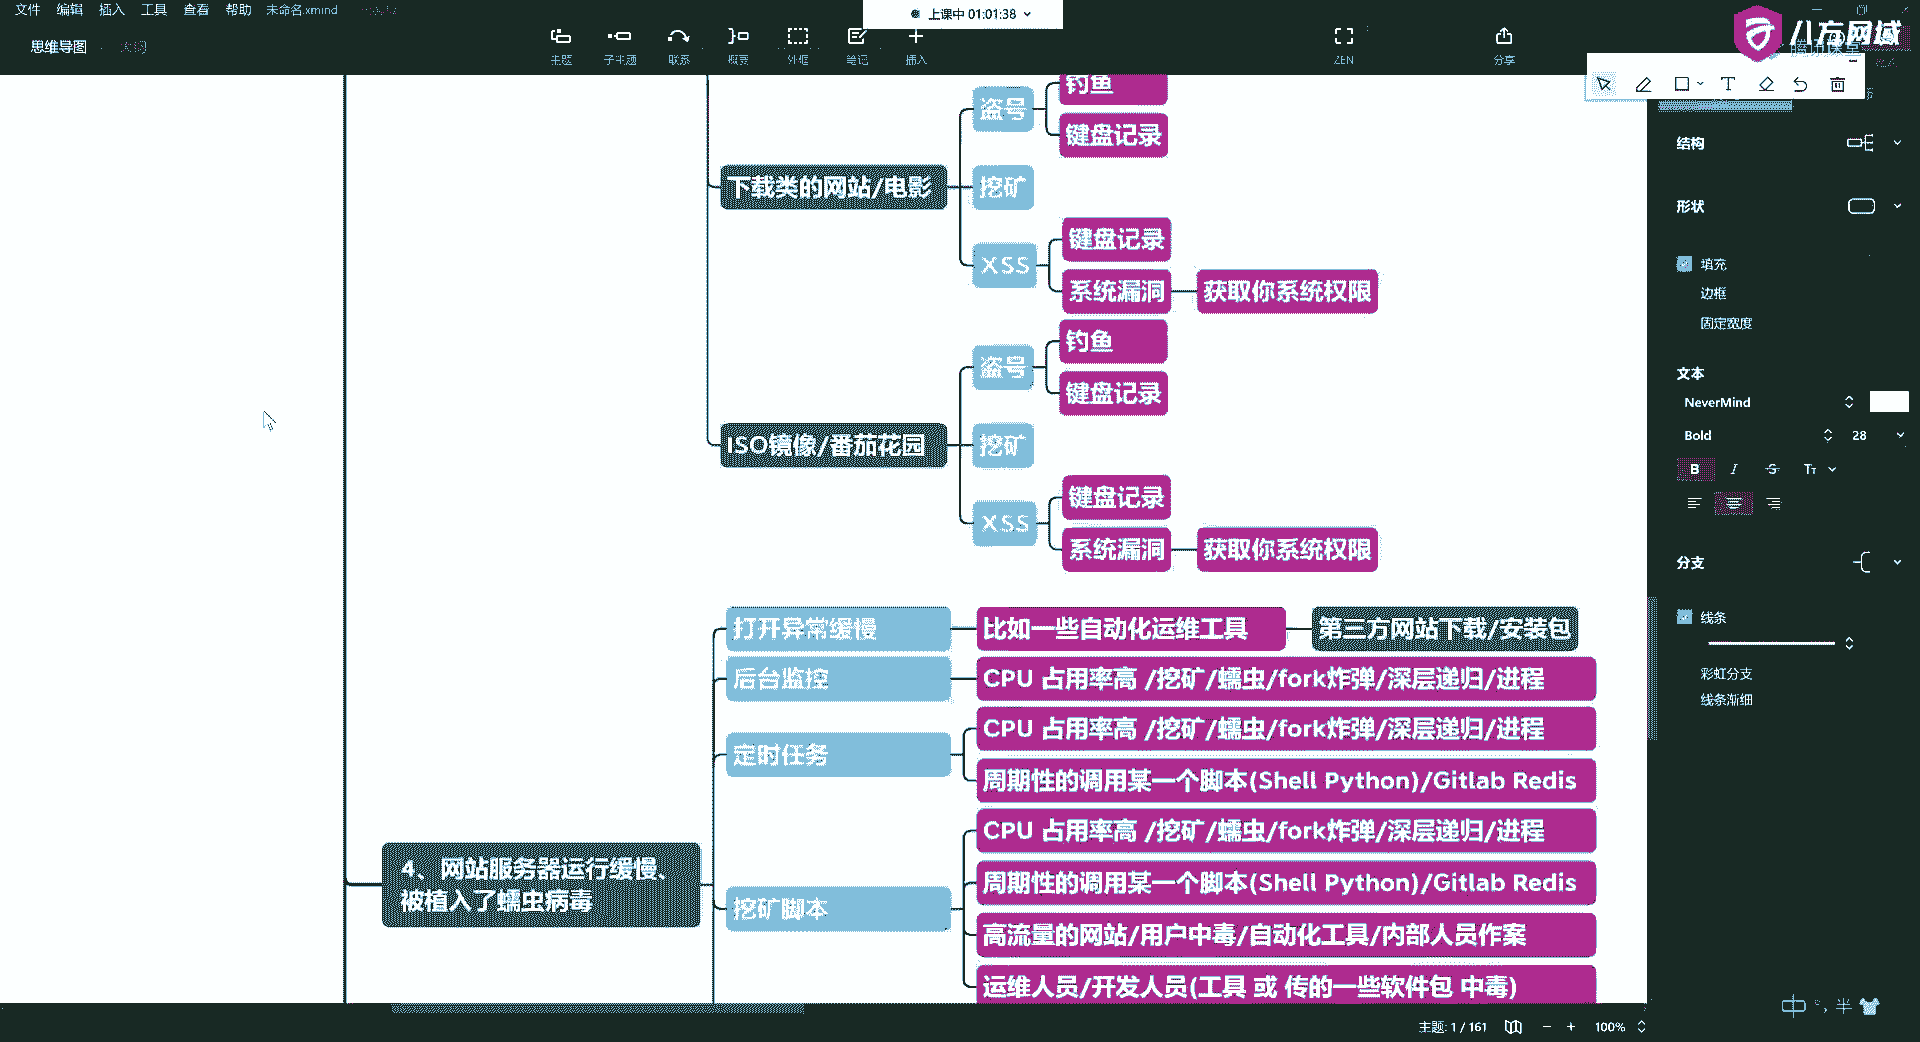 文件 编辑 插入 工具 查看 帮助 未命名.xmind
上课中 01:01:38
八方网域
腾讯课堂
思维导图
主题 子主题 联系 概要 外框 笔记 插入 ZEN 分享
钓鱼
盗号
键盘记录
下载类的网站/电影
挖矿
键盘记录
XSS
系统漏洞
获取你系统权限
钓鱼
盗号
键盘记录
ISO镜像/番茄花园
挖矿
键盘记录
XSS
系统漏洞
获取你系统权限
打开异常缓慢
比如一些自动化运维工具
第三方网站下载/安装包
后台监控
CPU 占用率高 /挖矿/蠕虫/fork炸弹/深层递归/进程
定时任务
CPU 占用率高 /挖矿/蠕虫/fork炸弹/深层递归/进程
周期性的调用某一个脚本(Shell Python)/Gitlab Redis
4、网站服务器运行缓慢、
被植入了蠕虫病毒
挖矿脚本
CPU 占用率高 /挖矿/蠕虫/fork炸弹/深层递归/进程
周期性的调用某一个脚本(Shell Python)/Gitlab Redis
高流量的网站/用户中毒/自动化工具/内部人员作案
运维人员/开发人员(工具 或 传的一些软件包 中毒)
结构
形状
填充
边框
固定宽度
文本
NeverMind
Bold 28
B I S Tт
分支
线条
彩虹分支
线条渐细
中 °, 半
主题: 1 / 161 100%